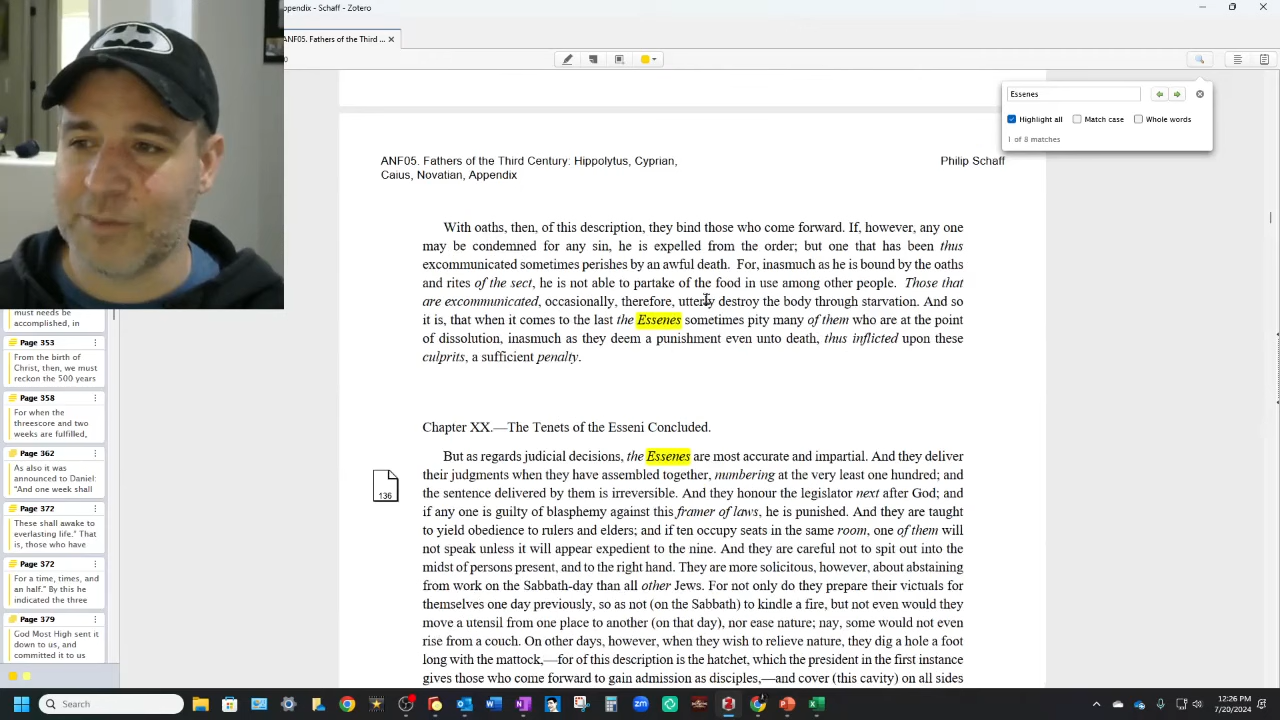 ppendix - Schaff - Zotero
ANF05. Fathers of the Third ...
Essenes
Highlight all
Match case
Whole words
1 of 8 matches
ANF05. Fathers of the Third Century: Hippolytus, Cyprian,
Philip Schaff
Caius, Novatian, Appendix
With oaths, then, of this description, they bind those who come forward. If, however, any one
may be condemned for any sin, he is expelled from the order; but one that has been thus
excommunicated sometimes perishes by an awful death. For, inasmuch as he is bound by the oaths
and rites of the sect, he is not able to partake of the food in use among other people. Those that
are excommunicated, occasionally, therefore, utterly destroy the body through starvation. And so
it is, that when it comes to the last the Essenes sometimes pity many of them who are at the point
of dissolution, inasmuch as they deem a punishment even unto death, thus inflicted upon these
culprits, a sufficient penalty.
Chapter XX.—The Tenets of the Esseni Concluded.
But as regards judicial decisions, the Essenes are most accurate and impartial. And they deliver
their judgments when they have assembled together, numbering at the very least one hundred; and
the sentence delivered by them is irreversible. And they honour the legislator next after God; and
if any one is guilty of blasphemy against this framer of laws, he is punished. And they are taught
to yield obedience to rulers and elders; and if ten occupy seats in the same room, one of them will
not speak unless it will appear expedient to the nine. And they are careful not to spit out into the
midst of persons present, and to the right hand. They are more solicitous, however, about abstaining
from work on the Sabbath-day than all other Jews. For not only do they prepare their victuals for
themselves one day previously, so as not (on the Sabbath) to kindle a fire, but not even would they
move a utensil from one place to another (on that day), nor ease nature; nay, some would not even
rise from a couch. On other days, however, when they wish to relieve nature, they dig a hole a foot
long with the mattock,—for of this description is the hatchet, which the president in the first instance
gives those who come forward to gain admission as disciples,—and cover (this cavity) on all sides
136
must needs be
accomplished, in
Page 353
From the birth of
Christ, then, we must
reckon the 500 years
Page 358
For when the
threescore and two
weeks are fulfilled,
Page 362
As also it was
announced to Daniel:
“And one week shall
Page 372
These shall awake to
everlasting life.” That
is, those who have
Page 372
For a time, times, and
an half.” By this he
indicated the three
Page 379
God Most High sent it
down to us, and
committed it to us
Search
12:26 PM
7/20/2024